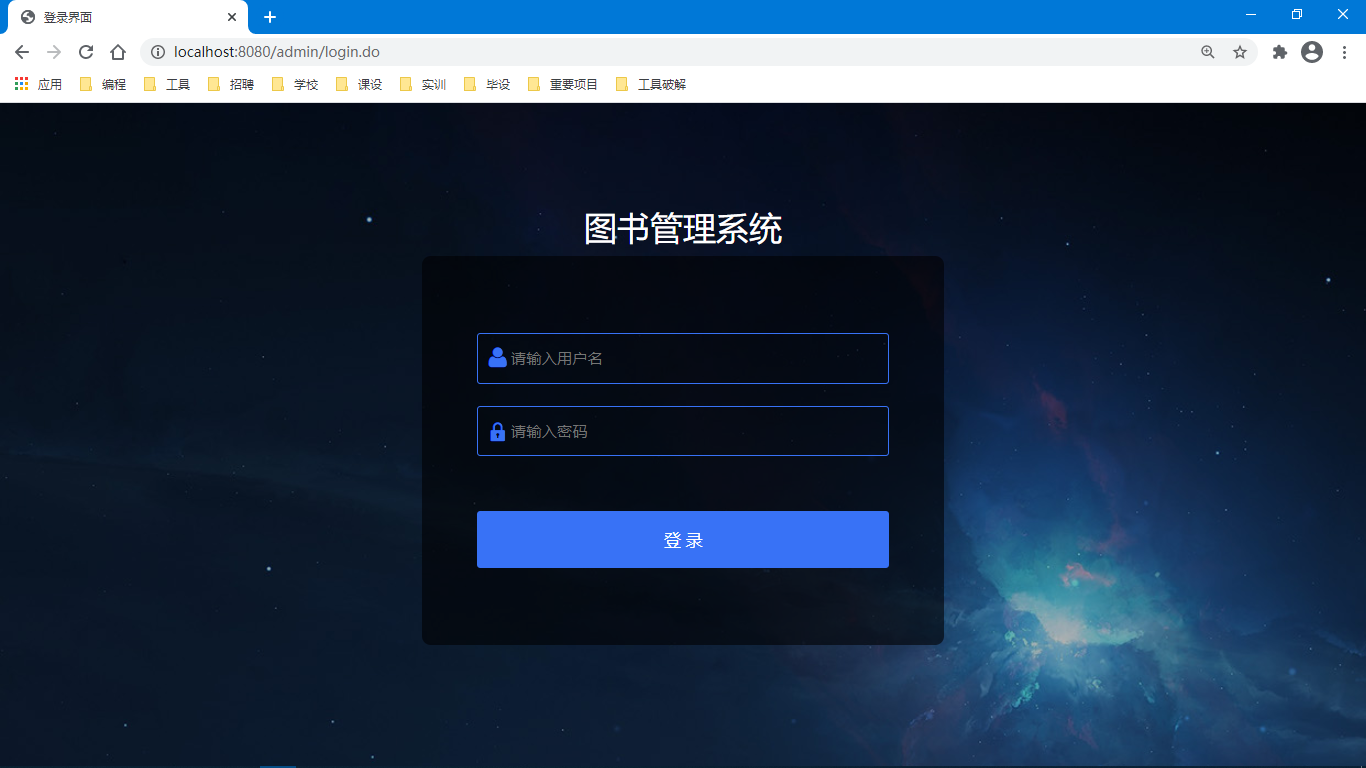 登录界面
localhost:8080/admin/login.do
应用 编程 工具 招聘 学校 课设 实训 毕设 重要项目 工具破解
图书管理系统
请输入用户名
请输入密码
登 录